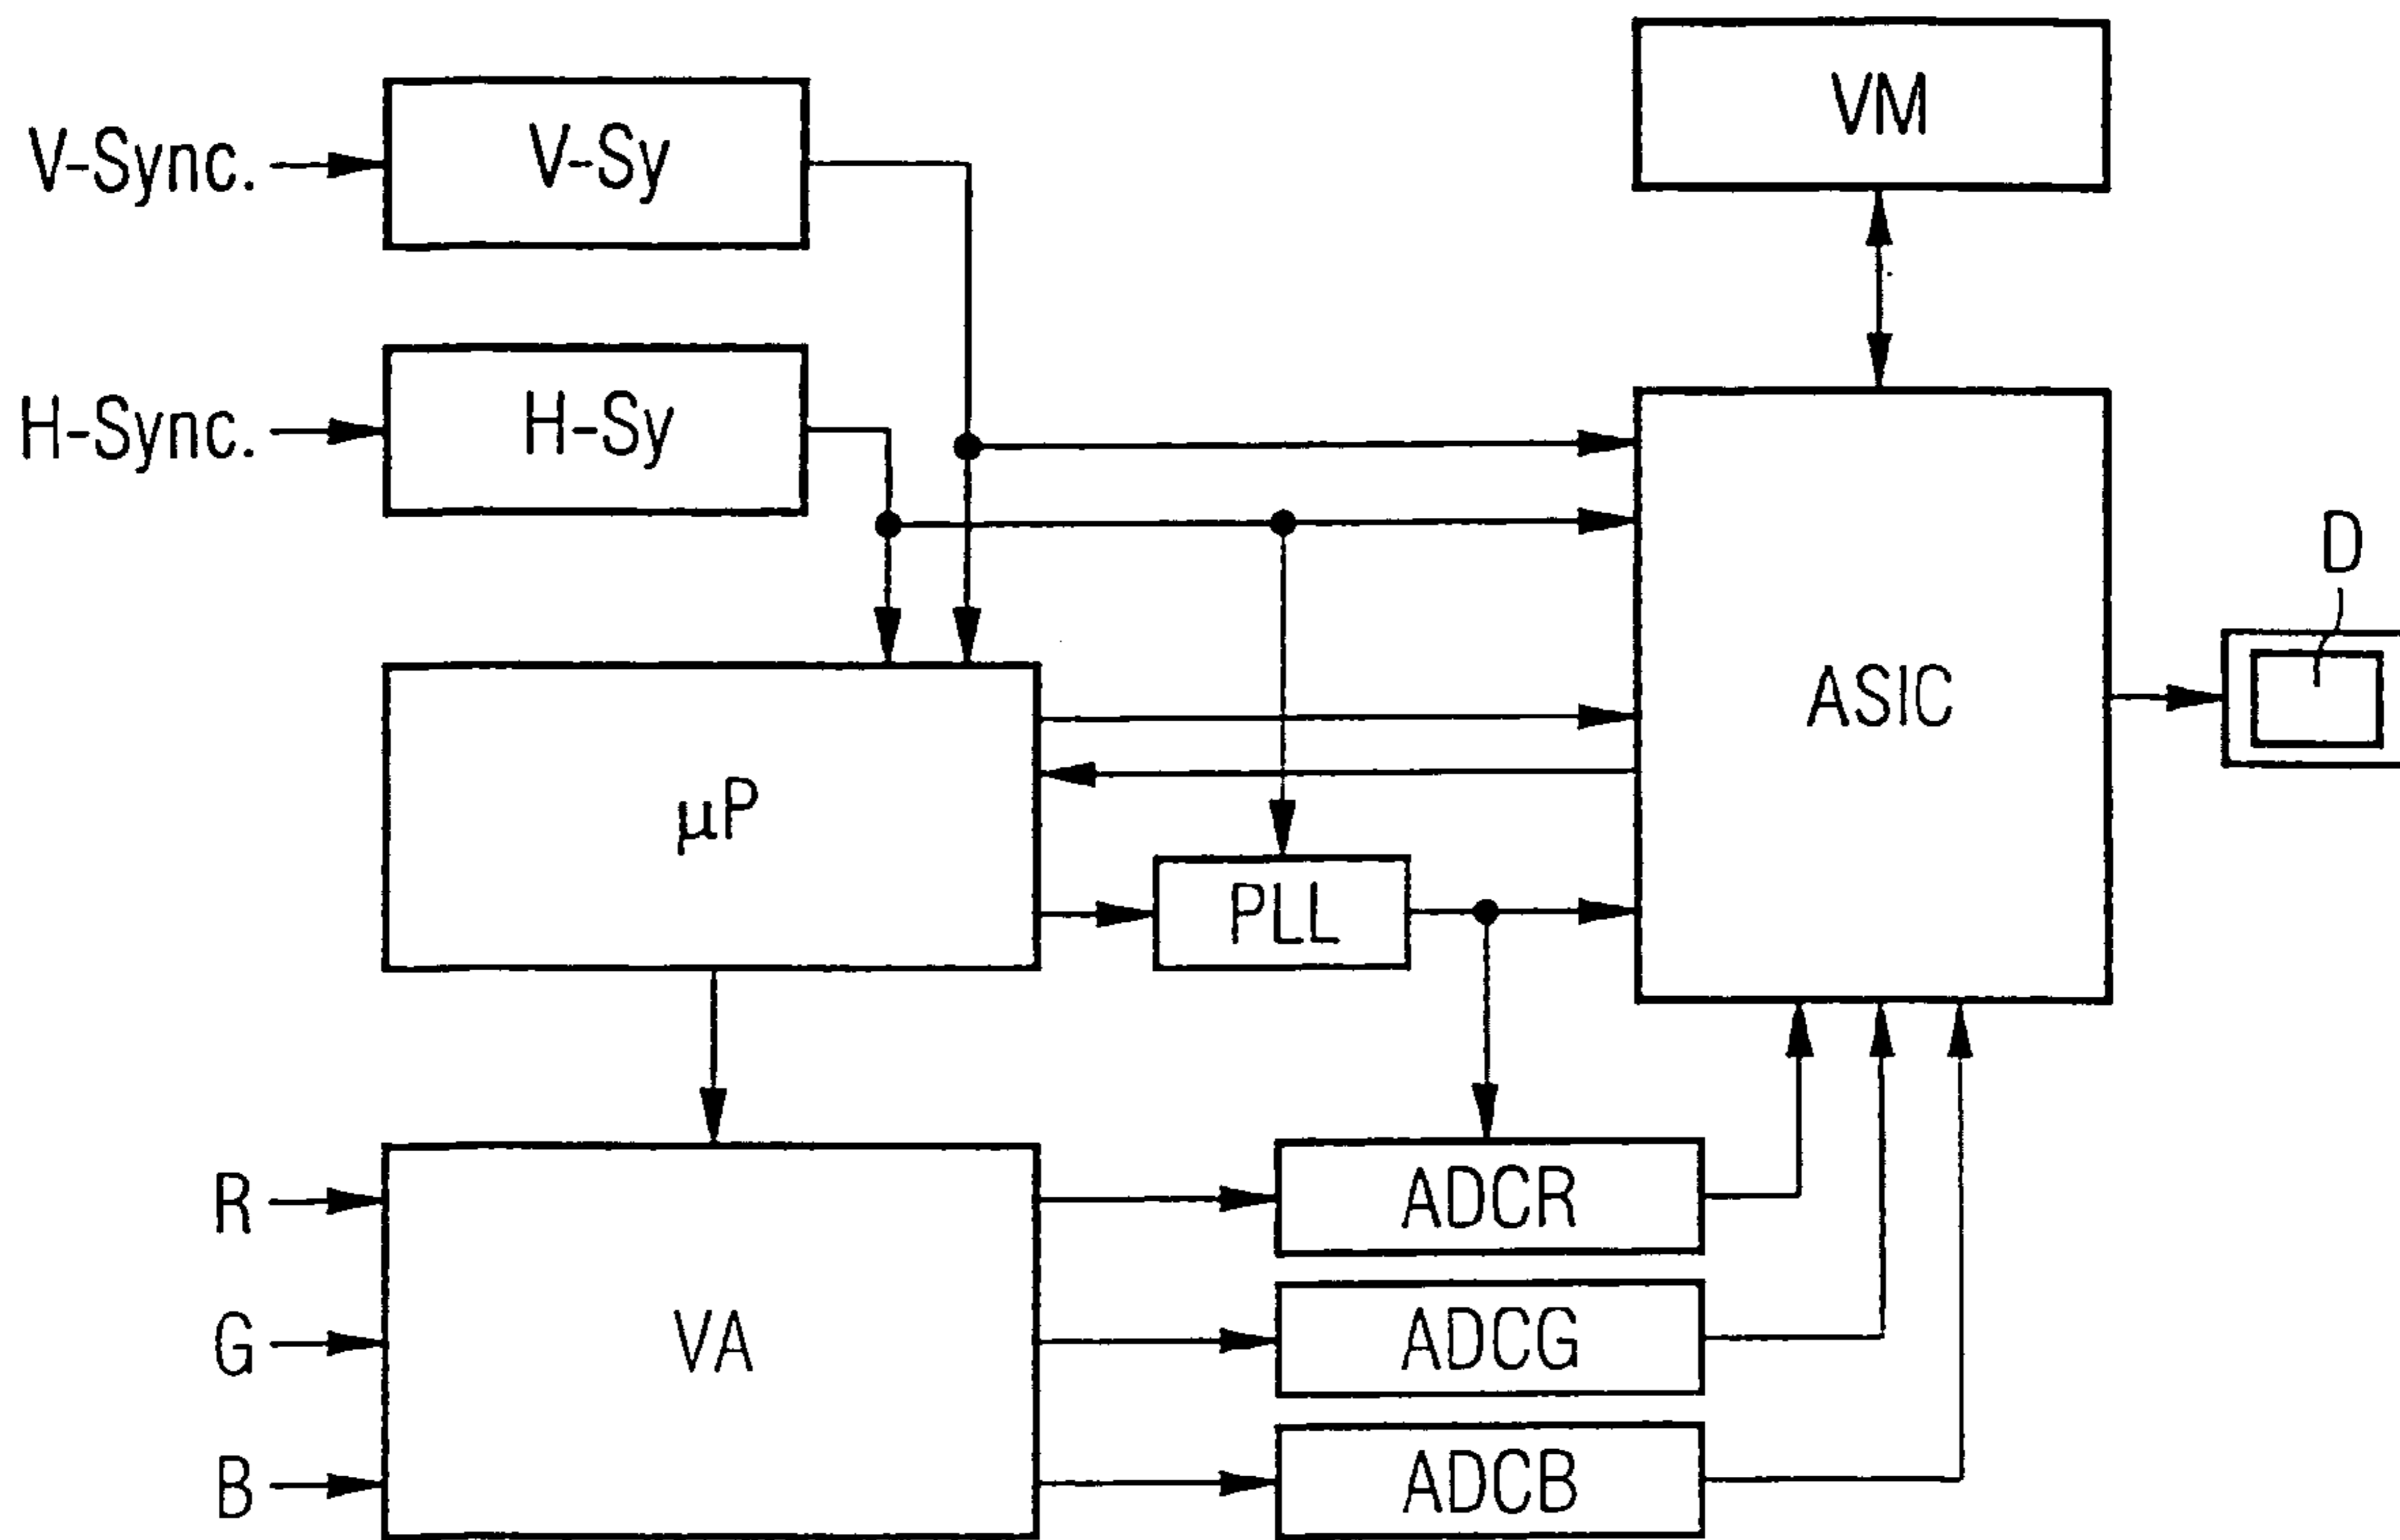 VM
V-Sync.
V-Sy
H-Sync.
H-Sy
D
ASIC
µP
PLL
R
ADCR
G
VA
ADCG
B
ADCB